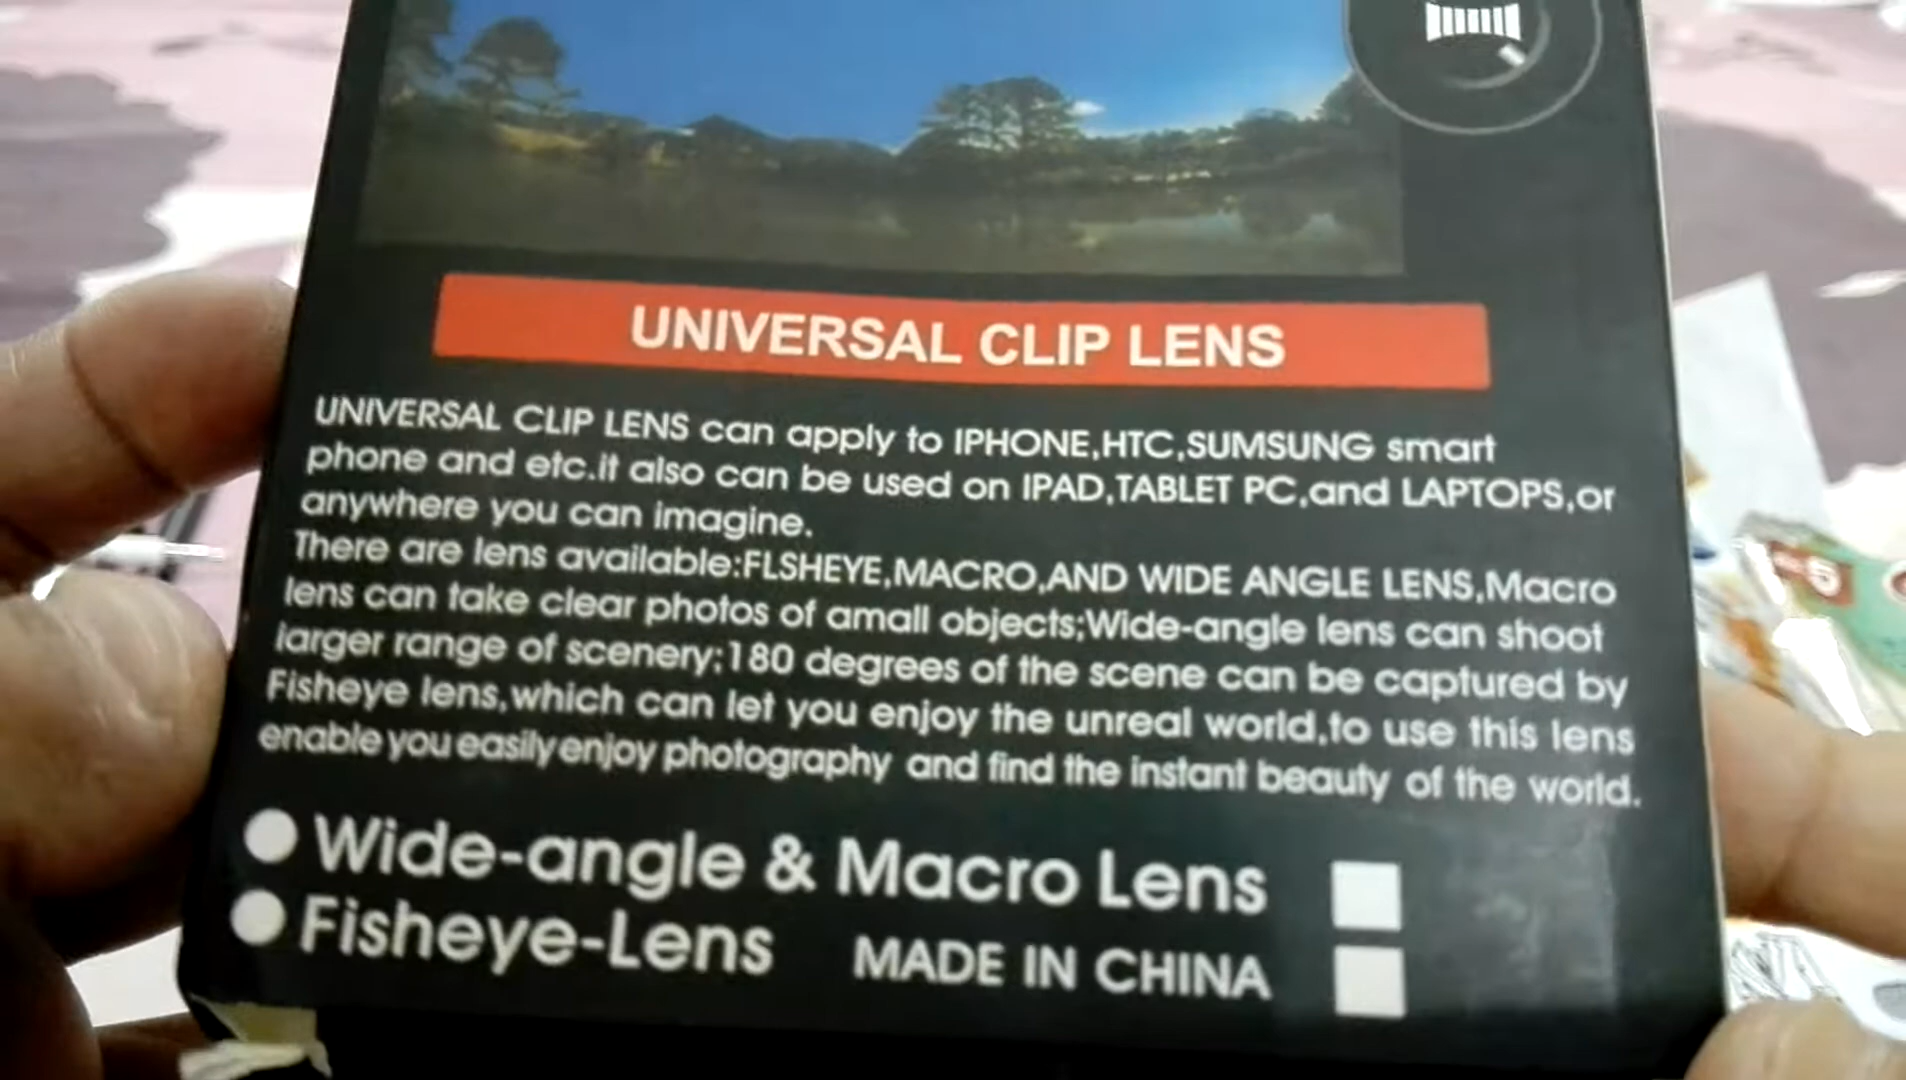 UNIVERSAL CLIP LENS
UNIVERSAL CLIP LENS can apply to IPHONE,HTC,SUMSUNG smart
phone and etc.it also can be used on IPAD,TABLET PC,and LAPTOPS,or
anywhere you can imagine.
There are lens available:FLSHEYE,MACRO,AND WIDE ANGLE LENS,Macro
lens can take clear photos of amall objects;Wide-angle lens can shoot
larger range of scenery;180 degrees of the scene can be captured by
Fisheye lens,which can let you enjoy the unreal world,to use this lens
enable you easily enjoy photography and find the instant beauty of the world.
Wide-angle & Macro Lens
Fisheye-Lens MADE IN CHINA